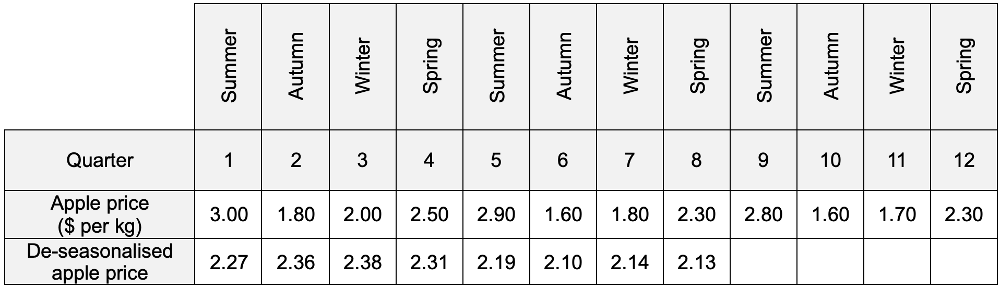 Summer Autumn Winter Spring Summer Autumn Winter Spring Summer Autumn Winter Spring
Quarter 1 2 3 4 5 6 7 8 9 10 11 12
Apple price
($ per kg) 3.00 1.80 2.00 2.50 2.90 1.60 1.80 2.30 2.80 1.60 1.70 2.30
De-seasonalised
apple price 2.27 2.36 2.38 2.31 2.19 2.10 2.14 2.13